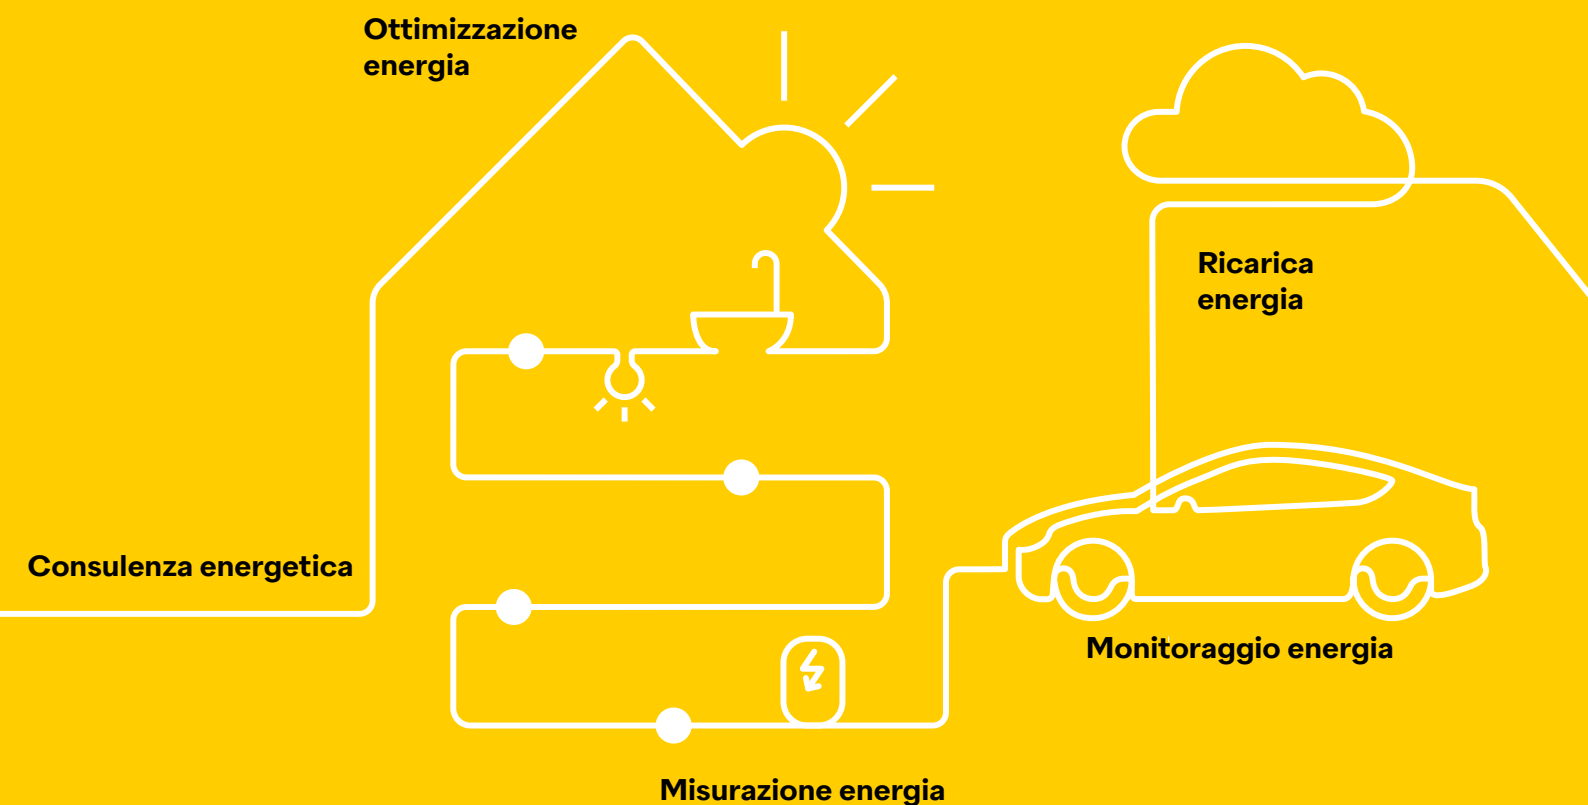 Ottimizzazione
energia
Ricarica
energia
Consulenza energetica
Monitoraggio energia
Misurazione energia